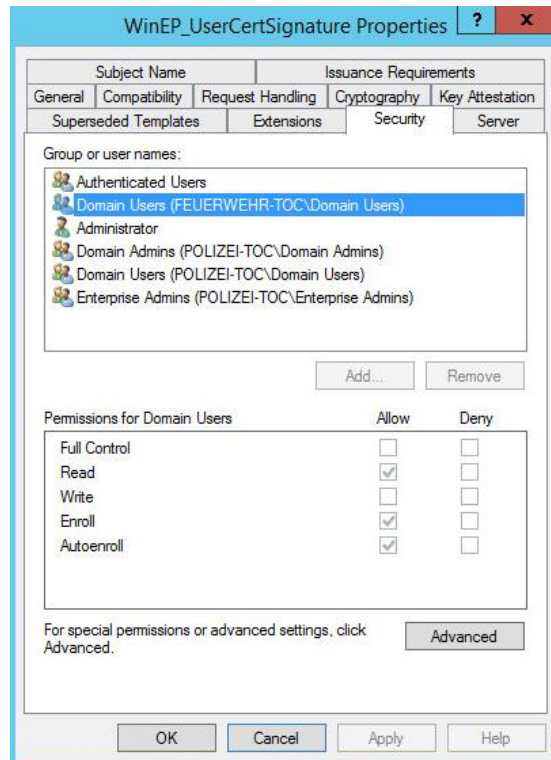 WinEP_UserCertSignature Properties ? x
Subject Name Issuance Requirements
General Compatibility Request Handling Cryptography Key Attestation
Superseded Templates Extensions Security Server
Group or user names:
Authenticated Users
Domain Users (FEUERWEHR-TOC\Domain Users)
Administrator
Domain Admins (POLIZEI-TOC\Domain Admins)
Domain Users (POLIZEI-TOC\Domain Users)
Enterprise Admins (POLIZEI-TOC\Enterprise Admins)
Add... Remove
Permissions for Domain Users Allow Deny
Full Control
Read
Write
Enroll
Autoenroll
For special permissions or advanced settings, click
Advanced. Advanced
OK Cancel Apply Help